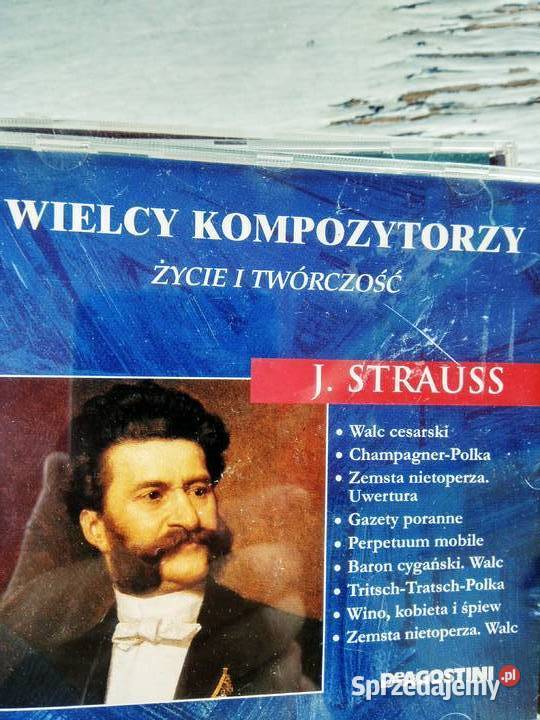 WIELCY KOMPOZYTORZY
ŻYCIE I TWÓRCZOŚĆ
J. STRAUSS
• Walc cesarski
• Champagner-Polka
• Zemsta nietoperza.
Uwertura
• Gazety poranne
• Perpetuum mobile
• Baron cygański. Walc
• Tritsch-Tratsch-Polka
• Wino, kobieta i śpiew
• Zemsta nietoperza. Walc
DeAGOSTINI
Sprzedajemy.pl